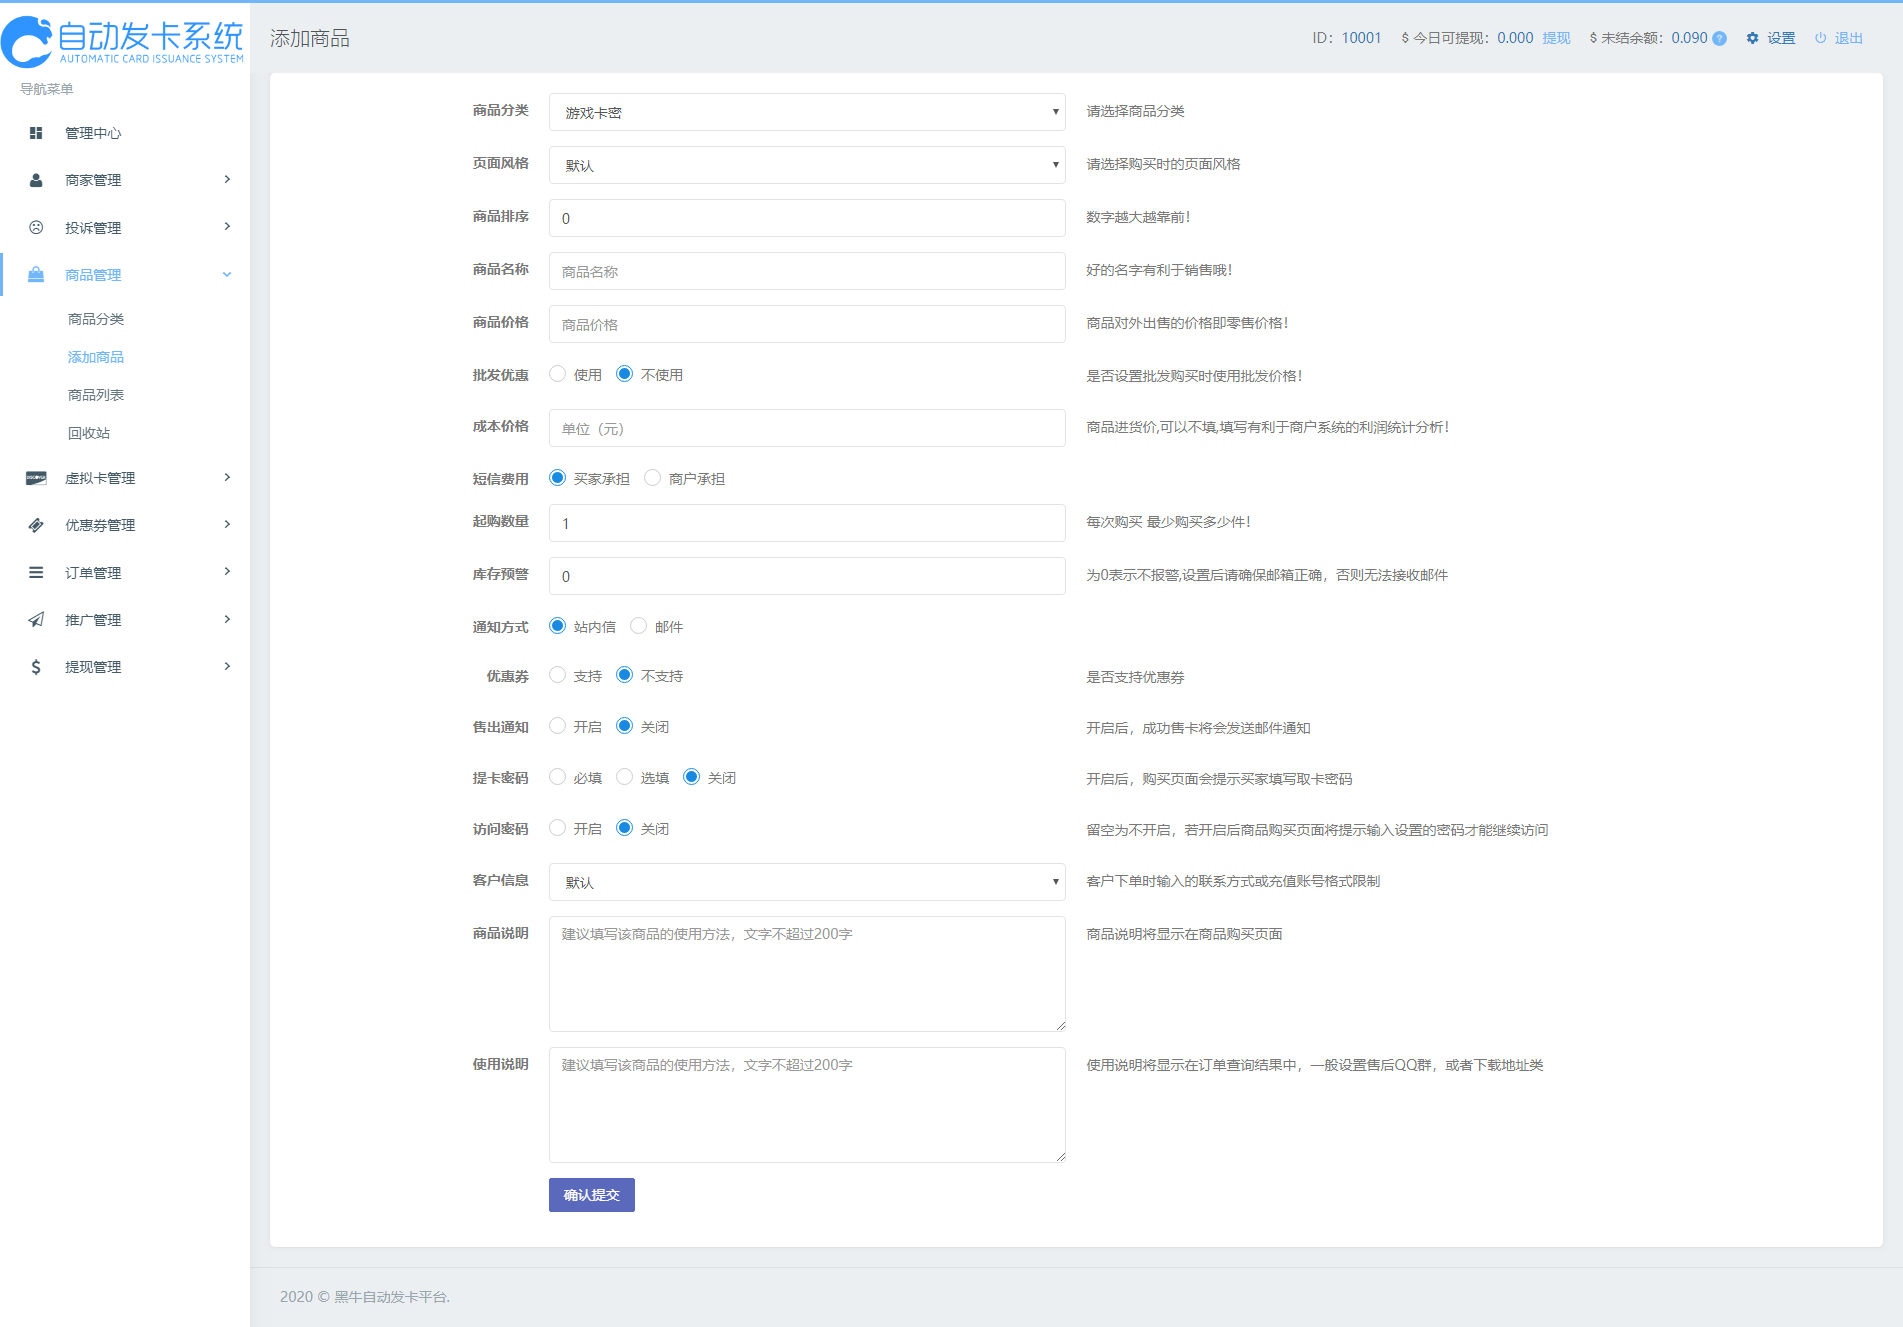 自动发卡系统
AUTOMATIC CARD ISSUANCE SYSTEM
添加商品
ID：10001 $ 今日可提现：0.000 提现 $ 未结余额：0.090 ? 设置 退出
导航菜单
管理中心
商家管理
投诉管理
商品管理
商品分类
添加商品
商品列表
回收站
虚拟卡管理
优惠券管理
订单管理
推广管理
$ 提现管理
商品分类 游戏卡密 请选择商品分类
页面风格 默认 请选择购买时的页面风格
商品排序 0 数字越大越靠前！
商品名称 商品名称 好的名字有利于销售哦！
商品价格 商品价格 商品对外出售的价格即零售价格！
批发优惠 使用 不使用 是否设置批发购买时使用批发价格！
成本价格 单位（元） 商品进货价,可以不填,填写有利于商户系统的利润统计分析！
短信费用 买家承担 商户承担
起购数量 1 每次购买 最少购买多少件！
库存预警 0 为0表示不报警,设置后请确保邮箱正确，否则无法接收邮件
通知方式 站内信 邮件
优惠券 支持 不支持 是否支持优惠券
售出通知 开启 关闭 开启后，成功售卡将会发送邮件通知
提卡密码 必填 选填 关闭 开启后，购买页面会提示买家填写取卡密码
访问密码 开启 关闭 留空为不开启，若开启后商品购买页面将提示输入设置的密码才能继续访问
客户信息 默认 客户下单时输入的联系方式或充值账号格式限制
商品说明 建议填写该商品的使用方法，文字不超过200字 商品说明将显示在商品购买页面
使用说明 建议填写该商品的使用方法，文字不超过200字 使用说明将显示在订单查询结果中，一般设置售后QQ群，或者下载地址类
确认提交
2020 © 黑牛自动发卡平台.